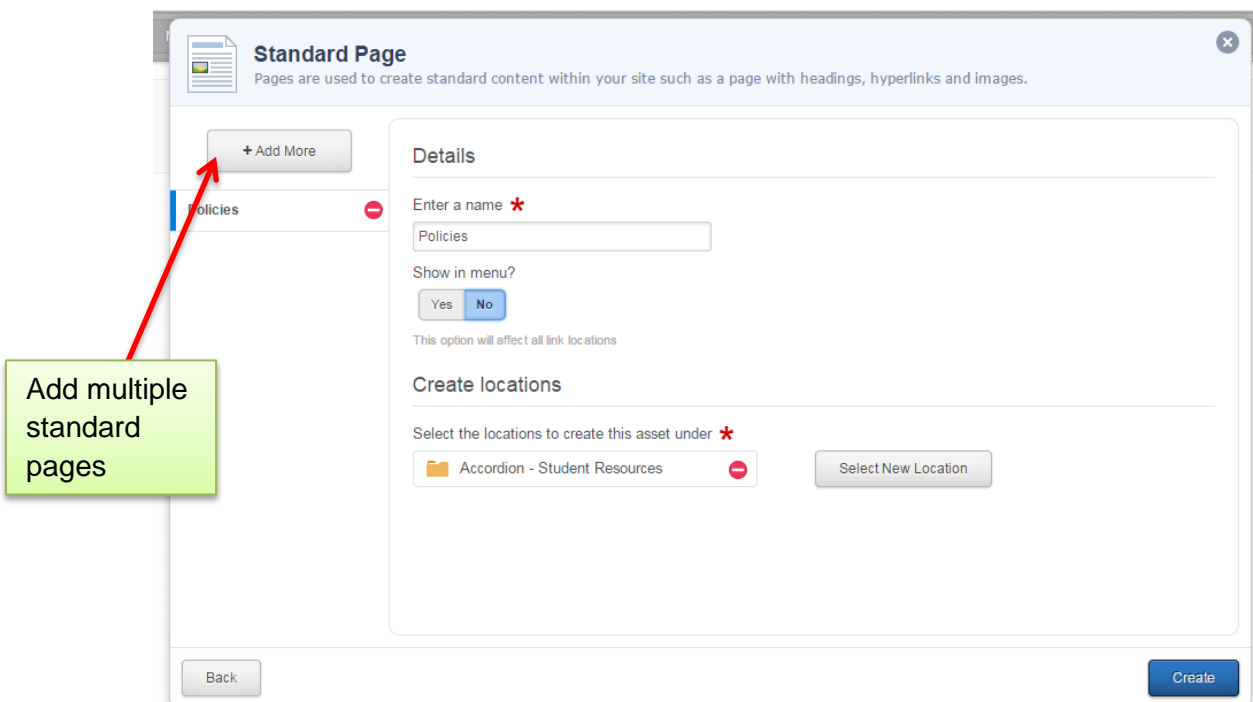 Standard Page
Pages are used to create standard content within your site such as a page with headings, hyperlinks and images.
+ Add More
Policies
Details
Enter a name *
Policies
Show in menu?
Yes No
This option will affect all link locations
Create locations
Select the locations to create this asset under *
Accordion - Student Resources
Select New Location
Add multiple
standard
pages
Back
Create